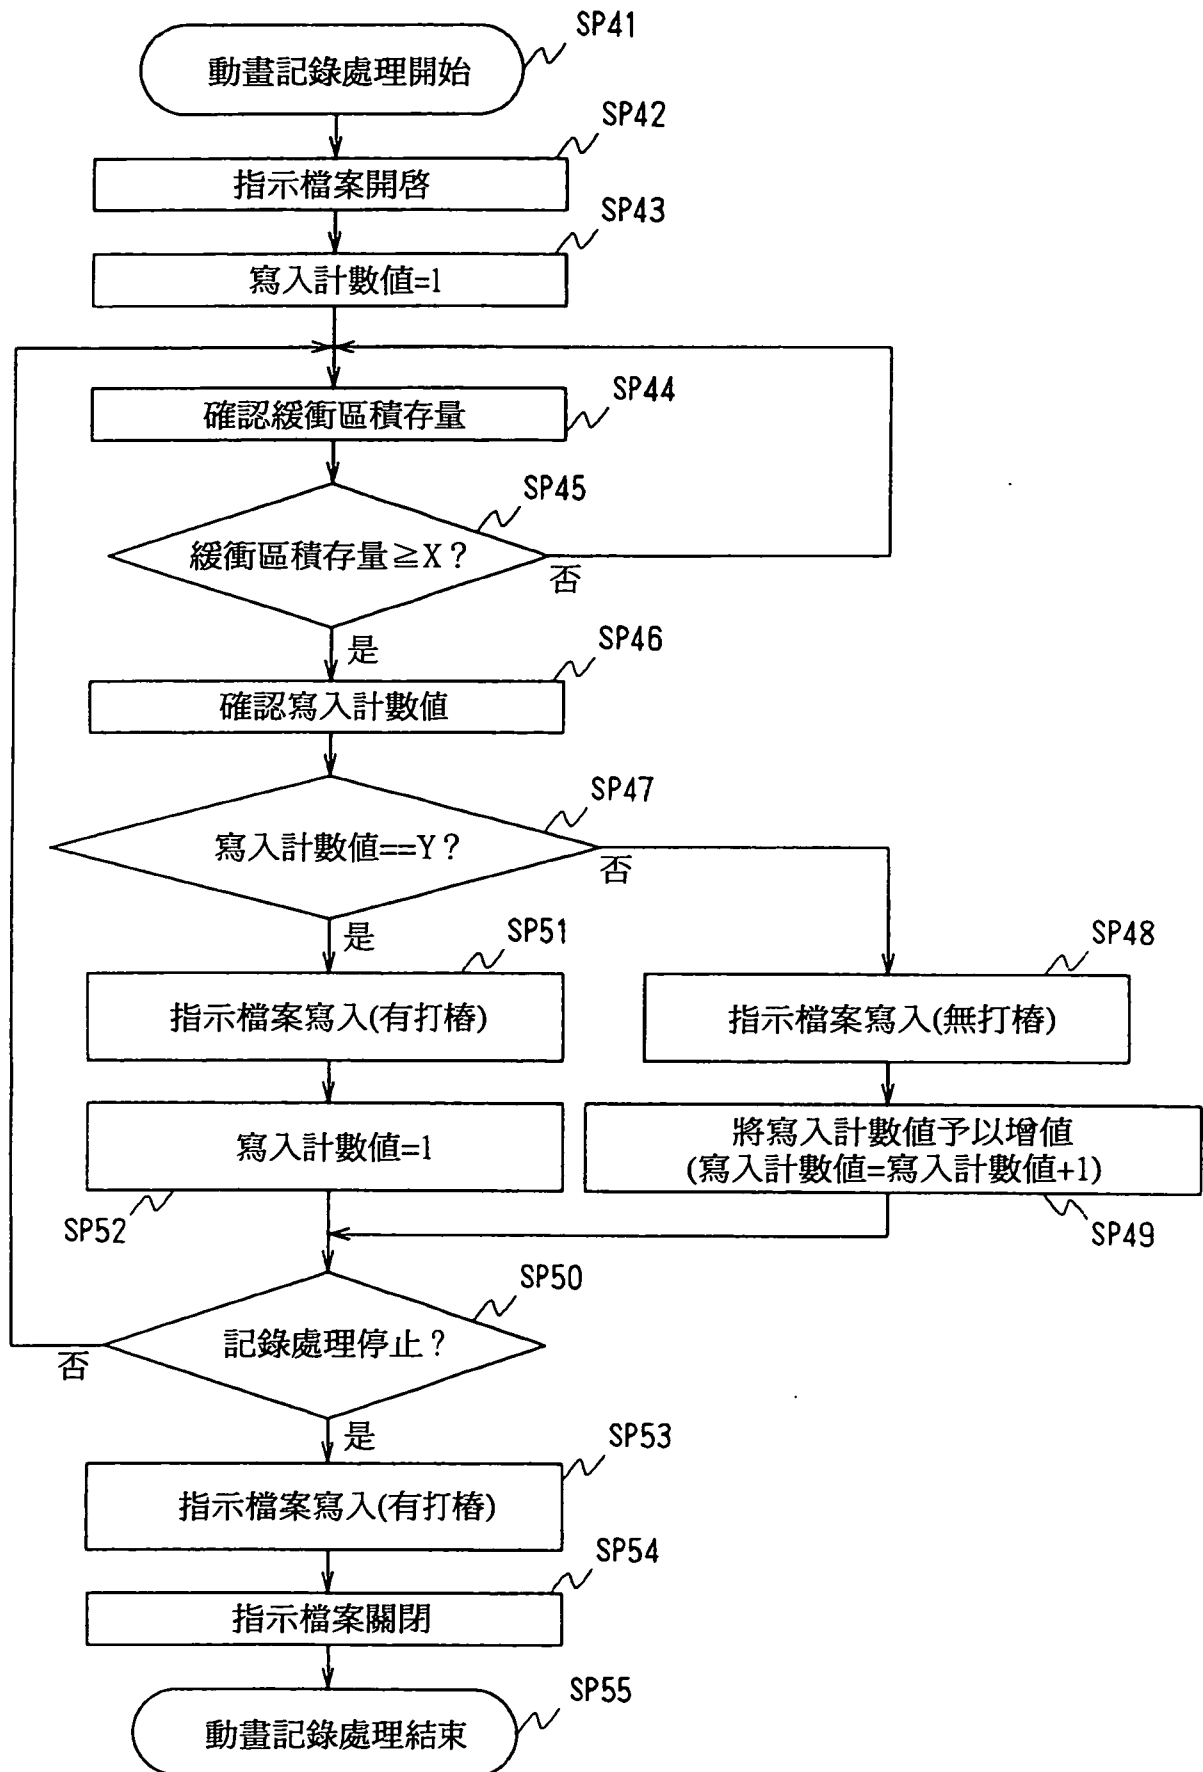 SP41
動畫記錄處理開始
SP42
指示檔案開啓
SP43
寫入計數值=1
確認緩衝區積存量
SP44
SP45
緩衝區積存量≧X？
否
是
SP46
確認寫入計數值
SP47
寫入計數值==Y？
否
是
SP51
SP48
指示檔案寫入(有打樁)
指示檔案寫入(無打樁)
寫入計數值=1
將寫入計數值予以增值
(寫入計數值=寫入計數值+1)
SP52
SP49
SP50
記錄處理停止？
否
是
SP53
指示檔案寫入(有打樁)
SP54
指示檔案關閉
SP55
動畫記錄處理結束